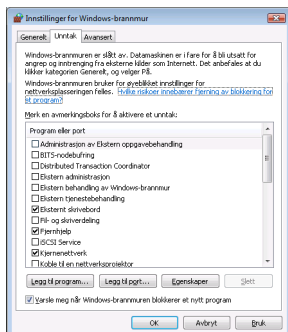 Innstillinger for Windows-brannmur
Generelt
Unntak
Avansert
Windows-brannmuren er slått av. Datamaskinen er i fare for å bli utsatt for
angrep og inntrenging fra eksterne kilder som Internett. Det anbefales at du
klikker kategorien Generelt, og velger På.
Windows-brannmuren bruker for øyeblikket innstillinger for
nettverksplasseringen felles. Hvilke risikoer innebærer fjerning av blokkering for
et program?
Merk en avmerkingsboks for å aktivere et unntak:
Program eller port
Administrasjon av Ekstern oppgavebehandling
BITS-nodebufring
Distributed Transaction Coordinator
Ekstern administrasjon
Ekstern behandling av Windows-brannmur
Ekstern tjenestebehandling
Eksternt skrivebord
Fil- og skriverdeling
Fjernhjelp
iSCSI Service
Kjernenettverk
Koble til en nettverksprojektor
Legg til program...
Legg til port...
Egenskaper
Slett
Varsle meg når Windows-brannmuren blokkerer et nytt program
OK
Avbryt
Bruk